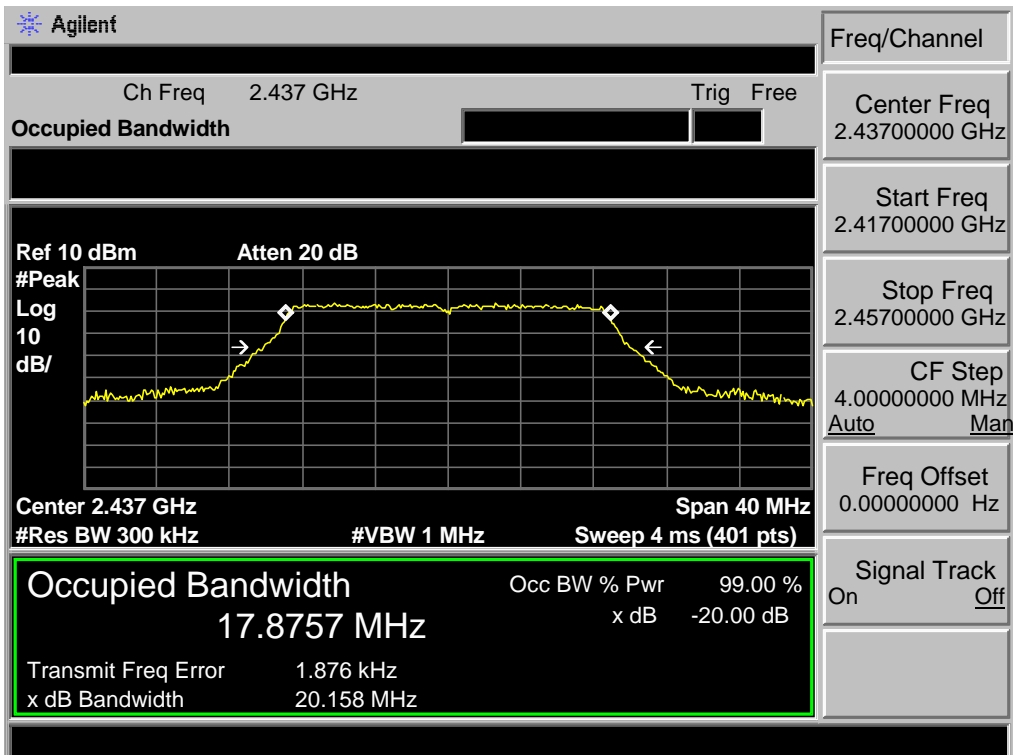 Agilent
Freq/Channel
Ch Freq 2.437 GHz Trig Free
Occupied Bandwidth
Center Freq
2.43700000 GHz
Start Freq
2.41700000 GHz
Ref 10 dBm Atten 20 dB
#Peak
Log
10
dB/
Stop Freq
2.45700000 GHz
CF Step
4.00000000 MHz
Auto Man
Freq Offset
0.00000000 Hz
Center 2.437 GHz Span 40 MHz
#Res BW 300 kHz #VBW 1 MHz Sweep 4 ms (401 pts)
Signal Track
On Off
Occupied Bandwidth Occ BW % Pwr 99.00 %
17.8757 MHz x dB -20.00 dB
Transmit Freq Error 1.876 kHz
x dB Bandwidth 20.158 MHz